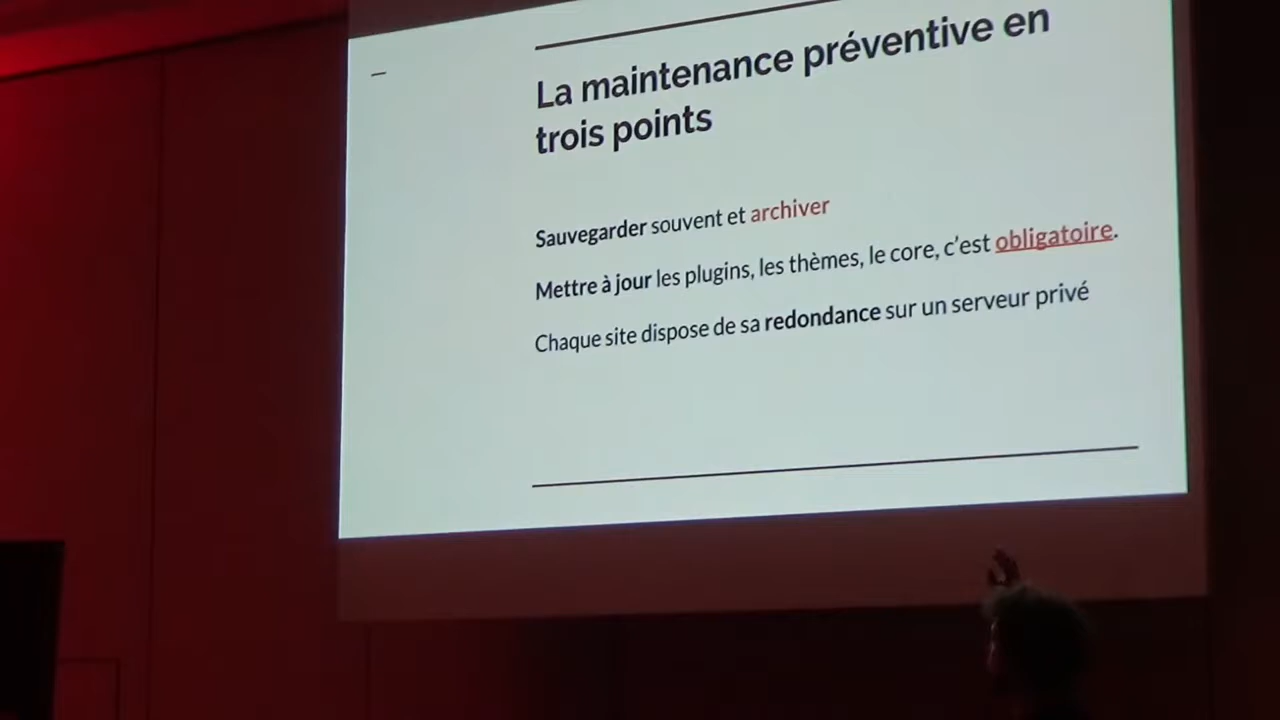 La maintenance préventive en
trois points
Sauvegarder souvent et archiver
Mettre à jour les plugins, les thèmes, le core, c’est obligatoire.
Chaque site dispose de sa redondance sur un serveur privé